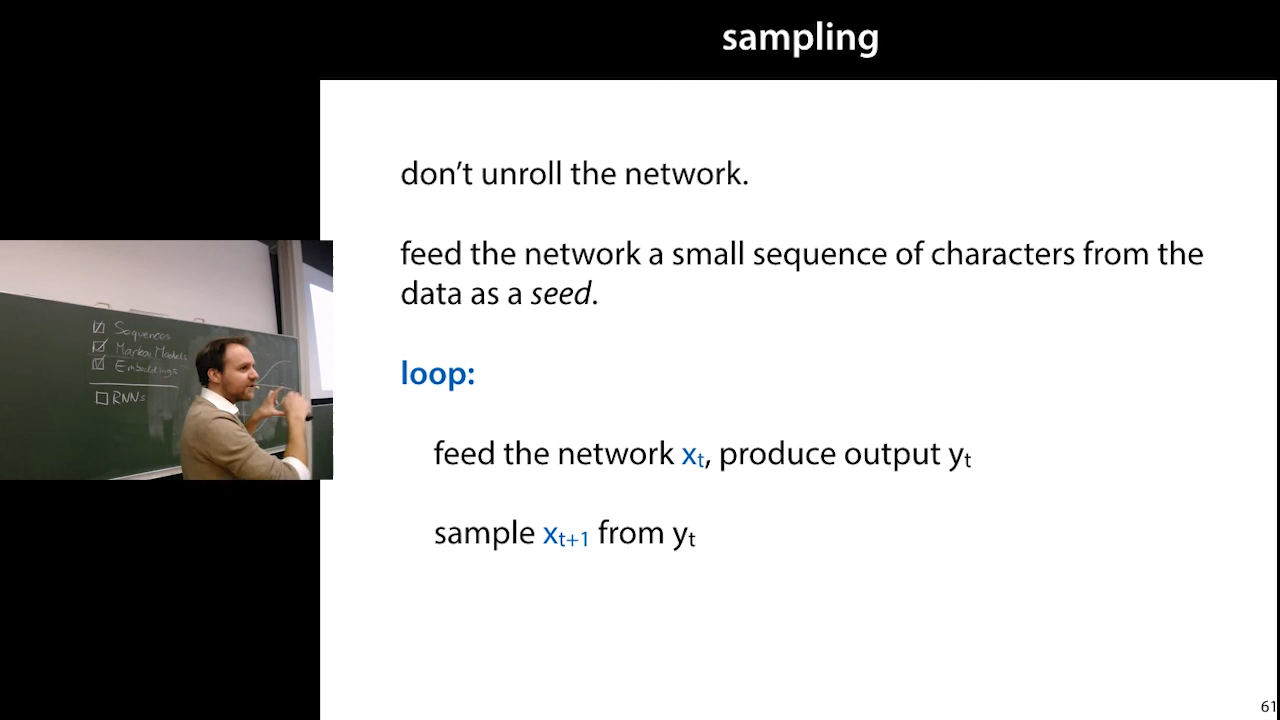 sampling
don't unroll the network.
feed the network a small sequence of characters from the
data as a seed.
loop:
feed the network xₜ, produce output yₜ
sample xₜ₊₁ from yₜ
Sequences
Markov Models
Embeddings
RNNs
61